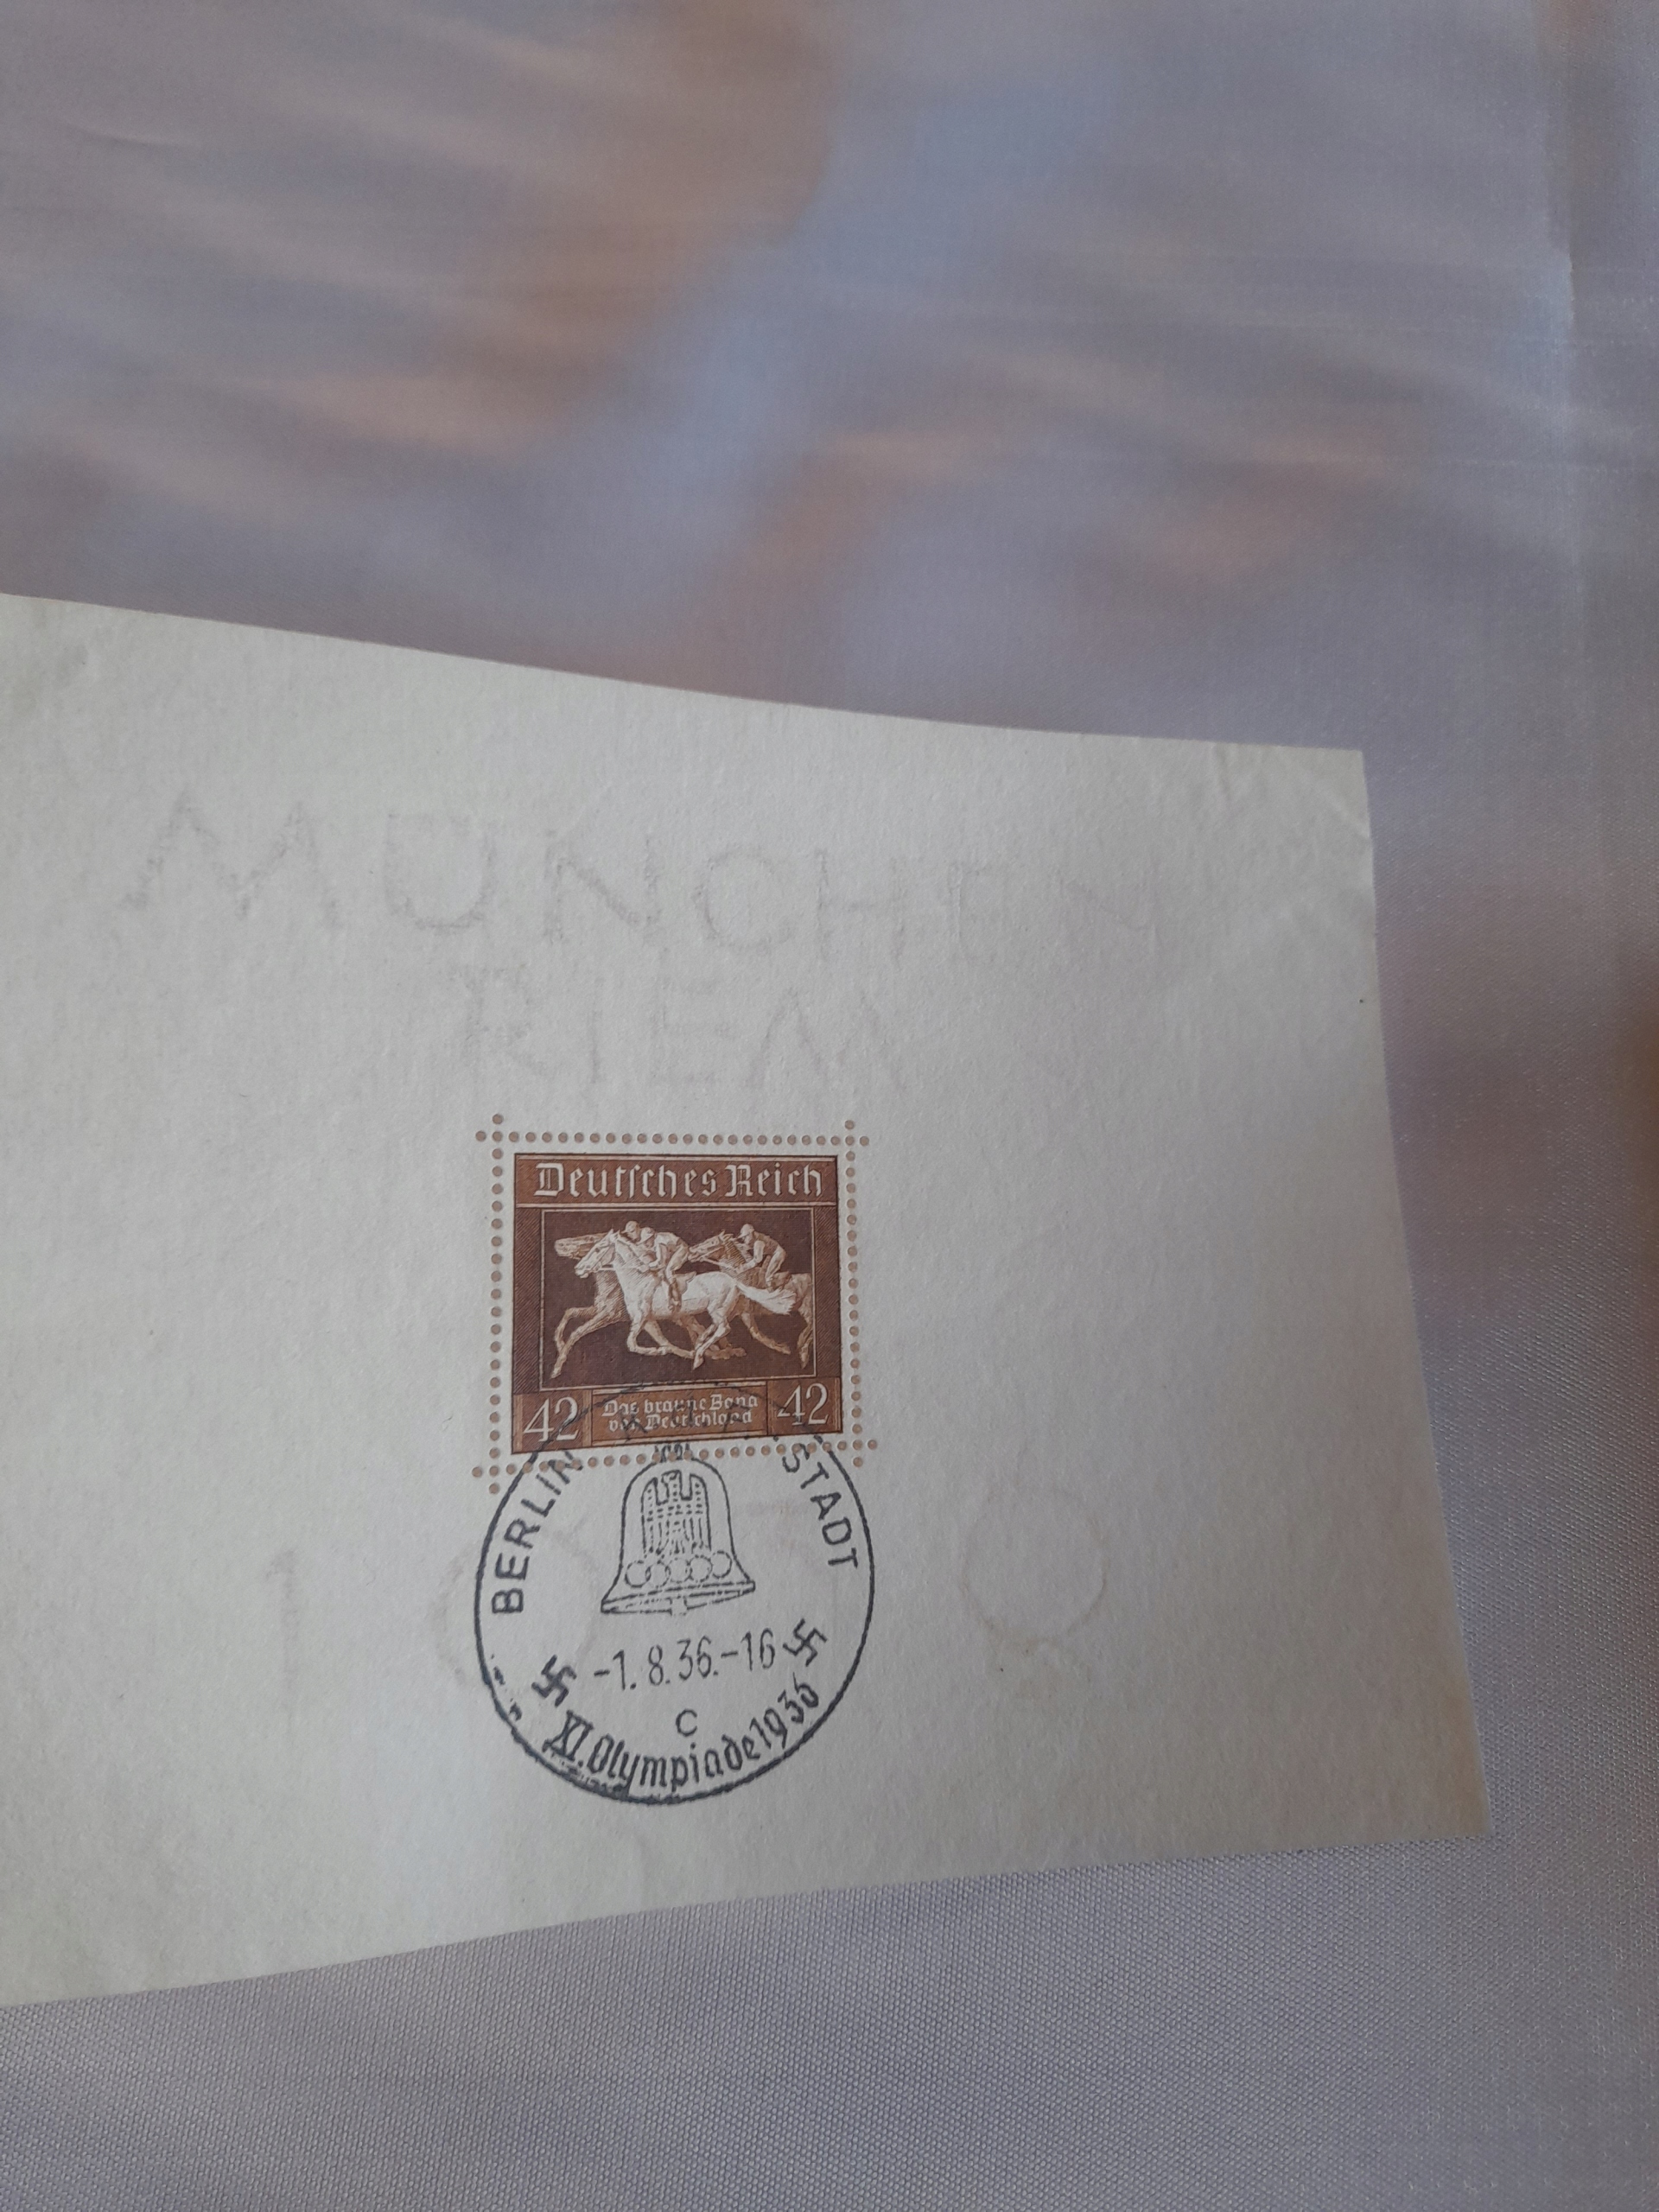 MÜNCHEN
RIEM
Deutsches Reich
42 Das braune Band 42
von Deutschland
BERLIN STADT
-1.8.36.-16
c
XI. Olympiade 1936